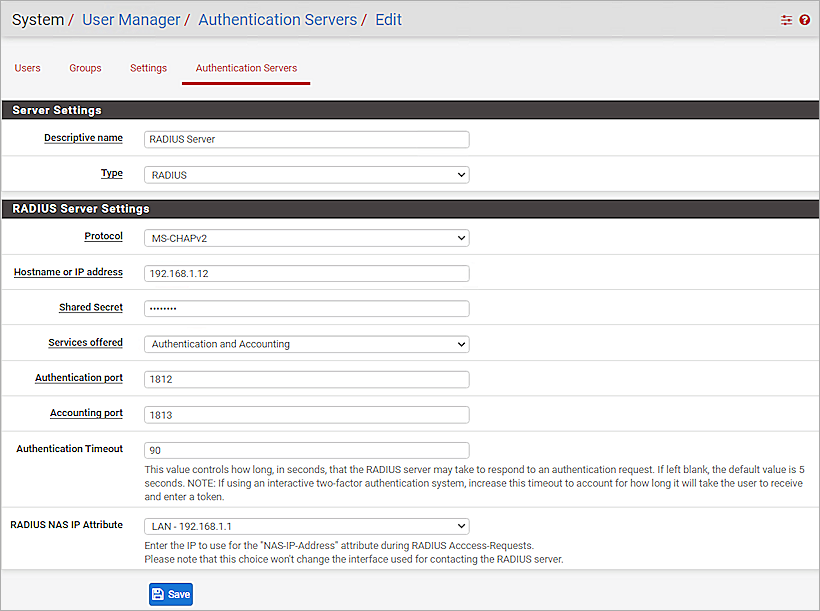 System / User Manager / Authentication Servers / Edit
Users Groups Settings Authentication Servers
Server Settings
Descriptive name RADIUS Server
Type RADIUS
RADIUS Server Settings
Protocol MS-CHAPv2
Hostname or IP address 192.168.1.12
Shared Secret ••••••••
Services offered Authentication and Accounting
Authentication port 1812
Accounting port 1813
Authentication Timeout 90
This value controls how long, in seconds, that the RADIUS server may take to respond to an authentication request. If left blank, the default value is 5
seconds. NOTE: If using an interactive two-factor authentication system, increase this timeout to account for how long it will take the user to receive
and enter a token.
RADIUS NAS IP Attribute LAN - 192.168.1.1
Enter the IP to use for the "NAS-IP-Address" attribute during RADIUS Acccess-Requests.
Please note that this choice won't change the interface used for contacting the RADIUS server.
Save